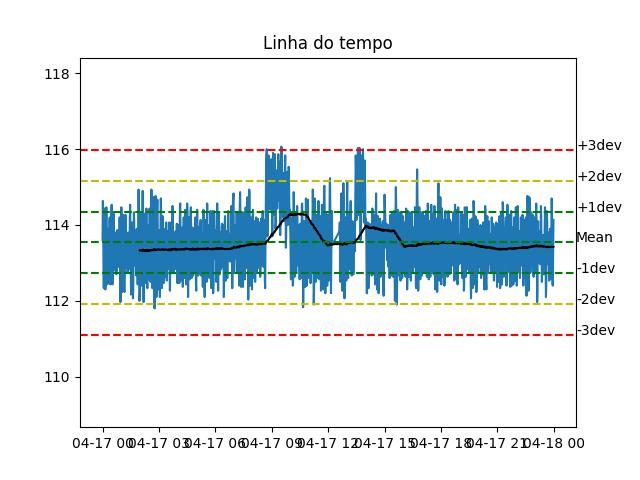 Linha do tempo
118
116
114
112
110
+3dev
+2dev
+1dev
Mean
-1dev
-2dev
-3dev
04-17 00 04-17 03 04-17 06 04-17 09 04-17 12 04-17 15 04-17 18 04-17 21 04-18 00